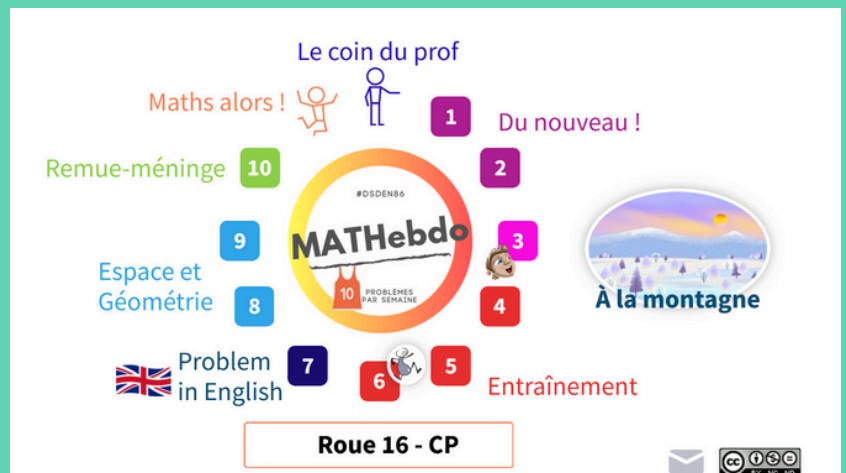 Le coin du prof
Maths alors !
1
Du nouveau !
Remue-méninge
10
2
#DSDEN86
MATHebdo
9
3
Espace et
Géométrie
8
10
PROBLÈMES
PAR SEMAINE
4
À la montagne
Problem
in English
7
6
5
Entraînement
Roue 16 - CP
cc